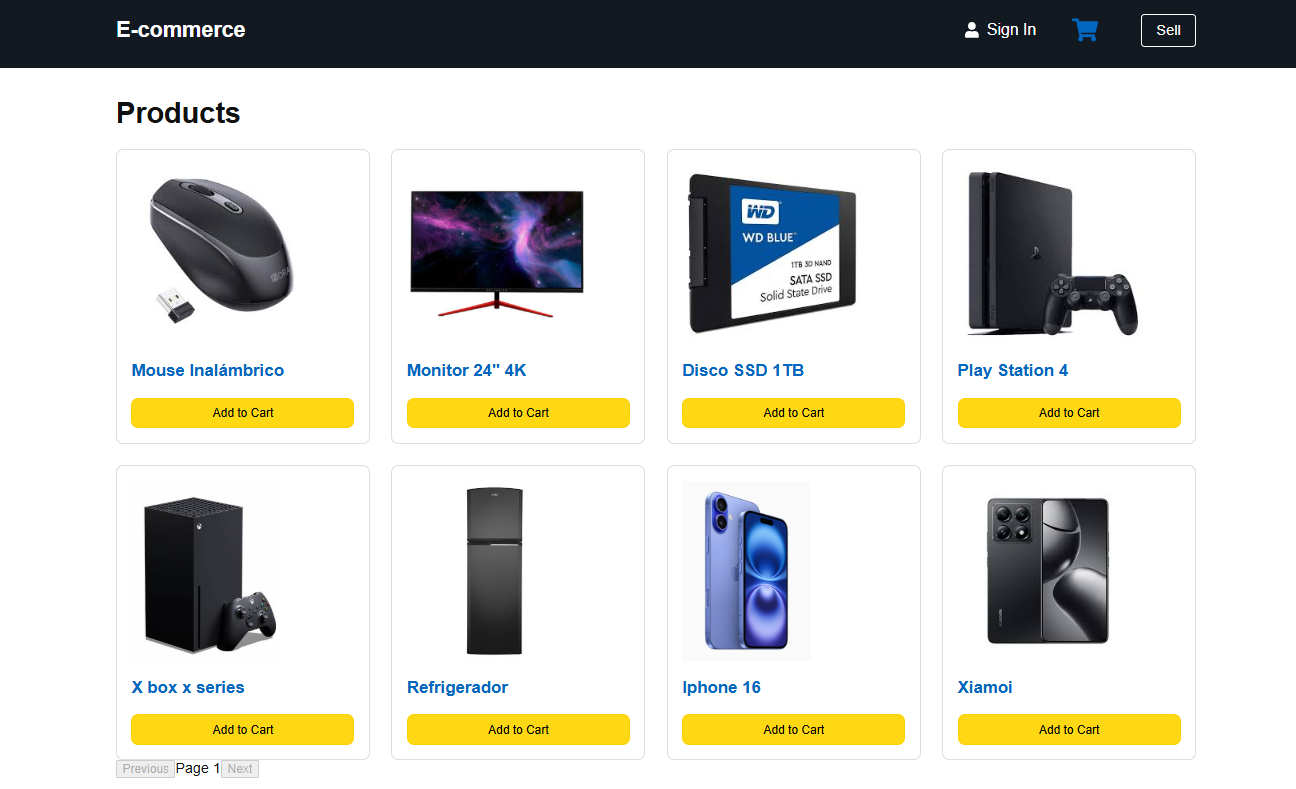 E-commerce
Sign In
Sell
Products
WD
WD BLUE™
1TB 3D NAND
SATA SSD
Solid State Drive
Mouse Inalámbrico
Monitor 24" 4K
Disco SSD 1TB
Play Station 4
Add to Cart
Add to Cart
Add to Cart
Add to Cart
X box x series
Refrigerador
Iphone 16
Xiamoi
Add to Cart
Add to Cart
Add to Cart
Add to Cart
Previous Page 1 Next